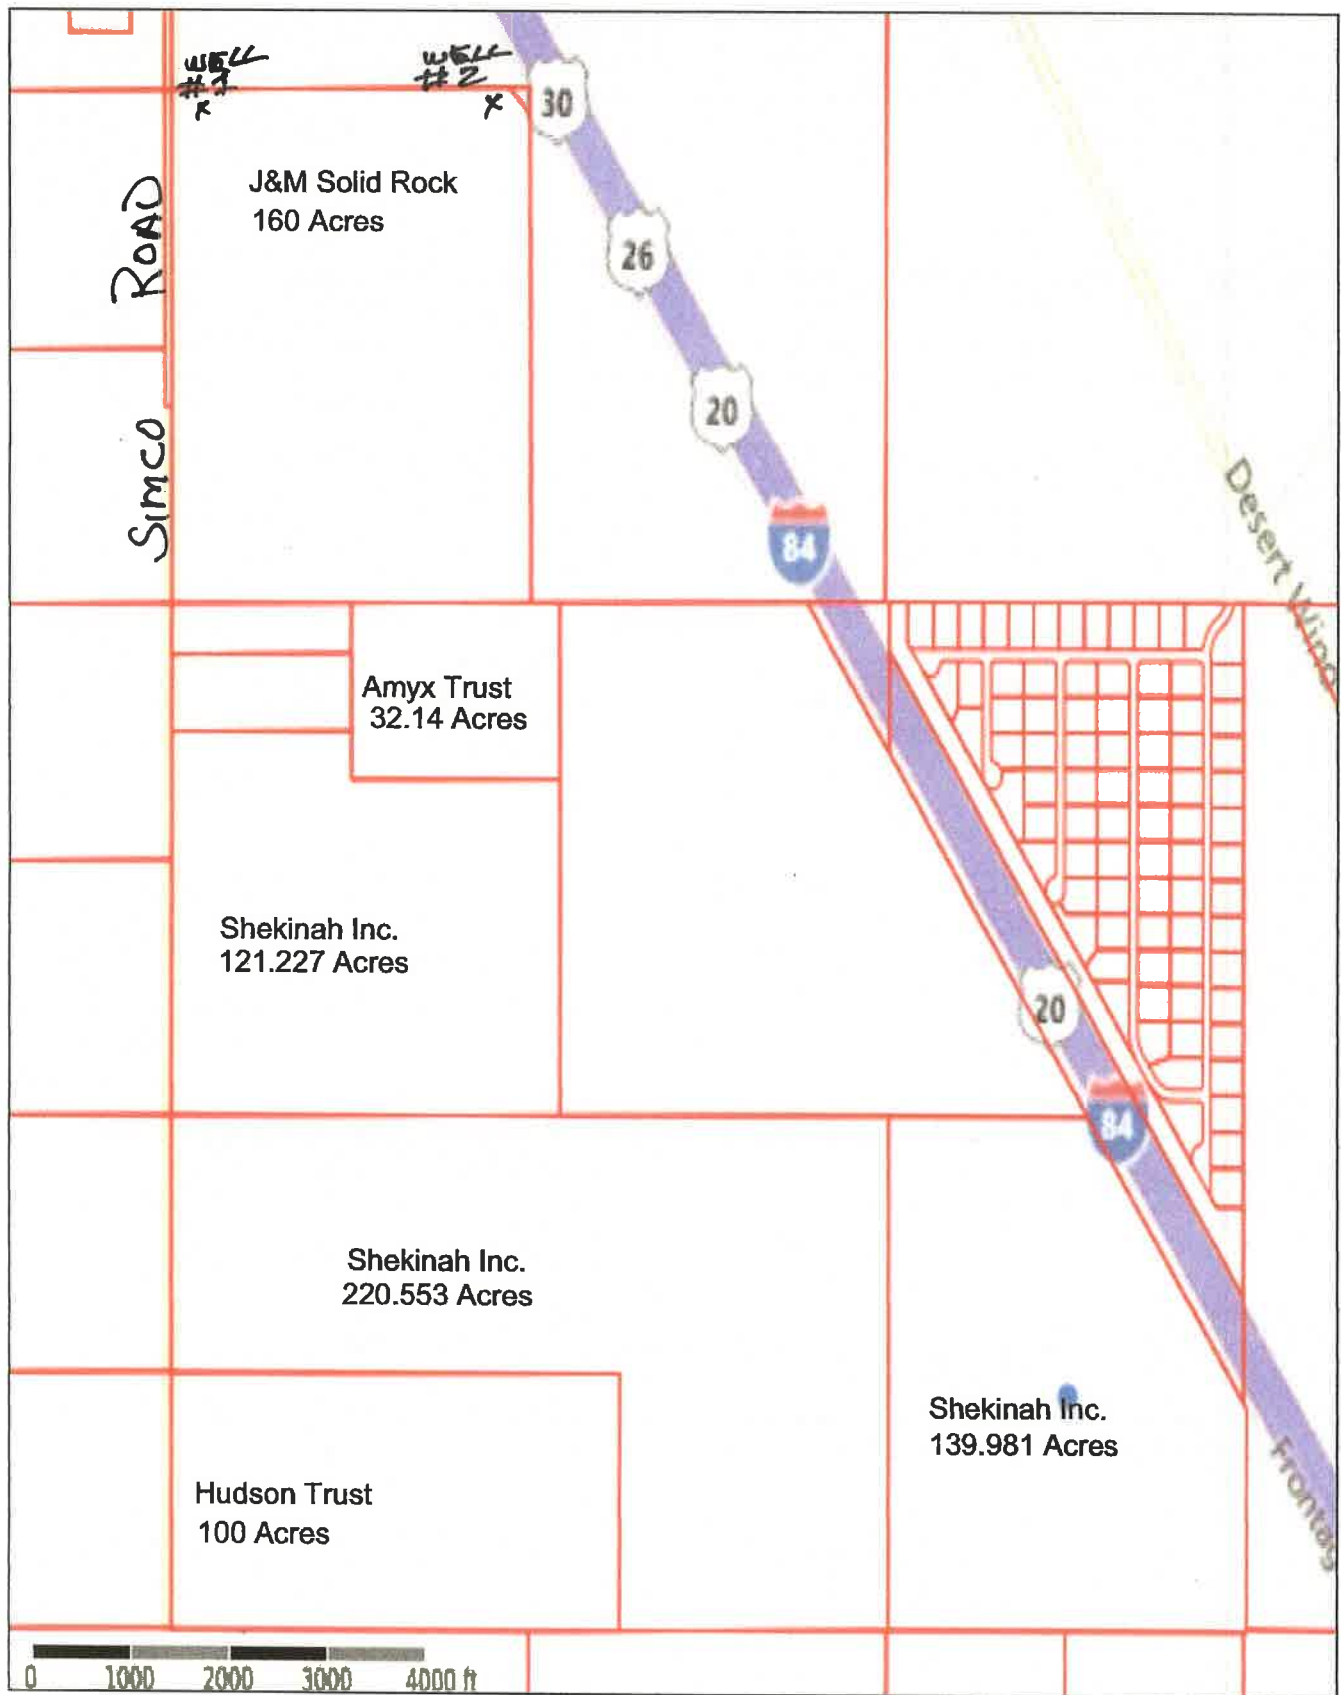 WELL
#1
x
WELL
#2
x
30
J&M Solid Rock
160 Acres
SIMCO ROAD
26
20
84
Desert Wind
Amyx Trust
32.14 Acres
Shekinah Inc.
121.227 Acres
20
84
Shekinah Inc.
220.553 Acres
Shekinah Inc.
139.981 Acres
Frontag
Hudson Trust
100 Acres
0 1000 2000 3000 4000 ft